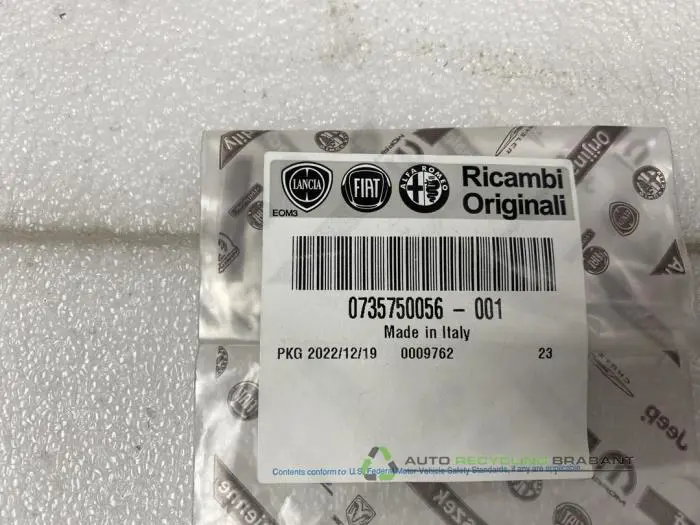 LANCIA FIAT ALFA ROMEO
Ricambi
Originali
EOM3
0735750056 - 001
Made in Italy
PKG 2022/12/19 0009762 23
AUTO RECYCLING BRABANT
Contents conform to U.S. Federal Motor Vehicle Safety Standards, if any are applicable
Jeep